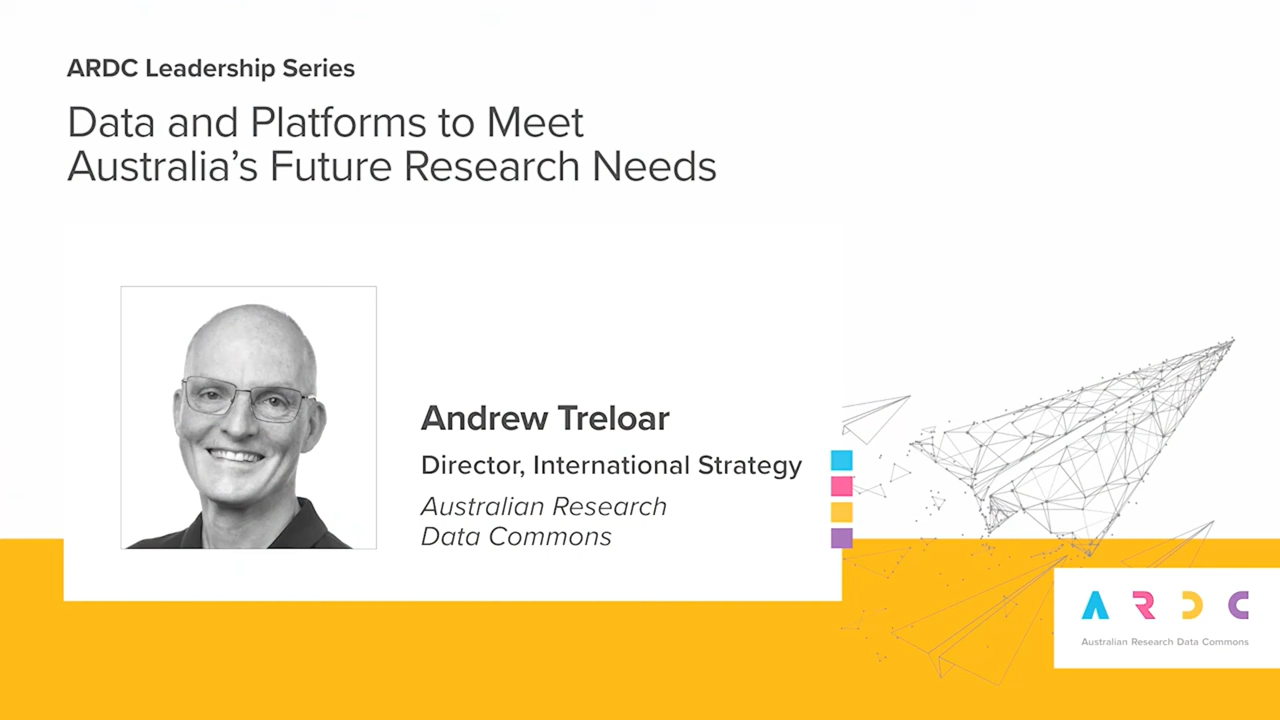 ARDC Leadership Series
Data and Platforms to Meet
Australia’s Future Research Needs
Andrew Treloar
Director, International Strategy
Australian Research
Data Commons
ARDC
Australian Research Data Commons